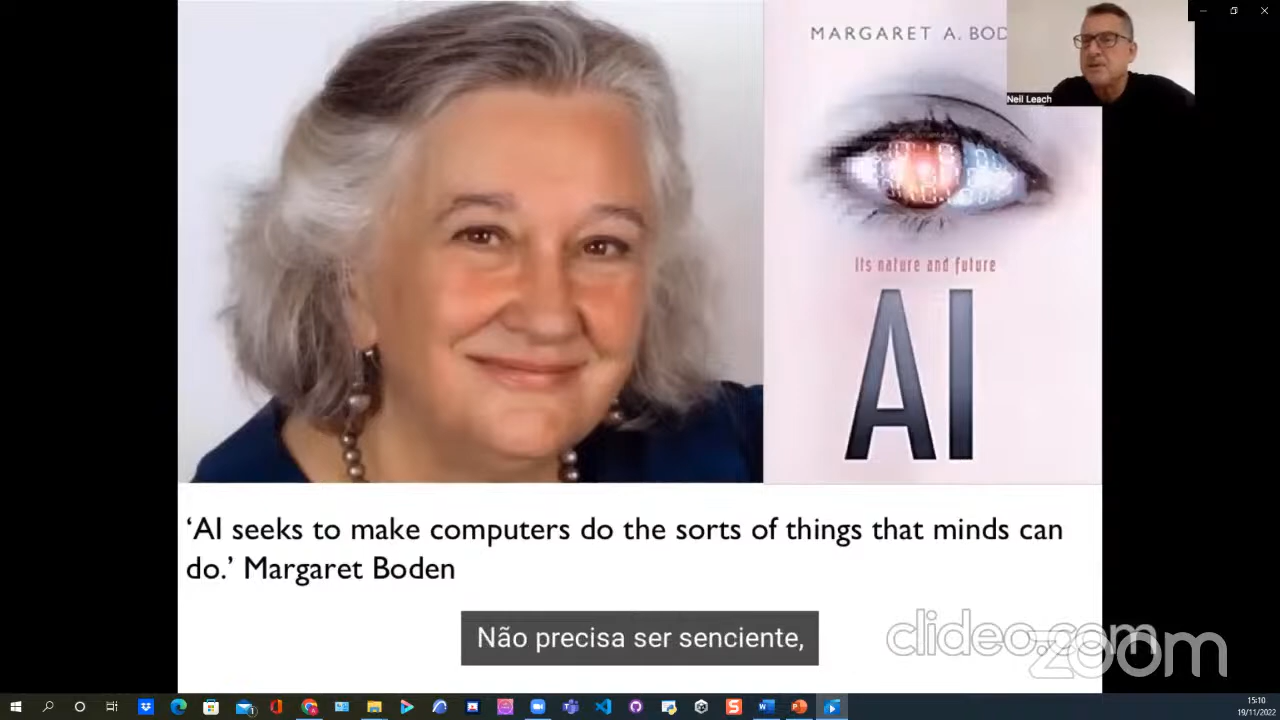 MARGARET A. BOD
Neil Leach
Its nature and future
AI
‘AI seeks to make computers do the sorts of things that minds can
do.’ Margaret Boden
Não precisa ser senciente,
clideo.com
zoom
15:10
19/11/2022